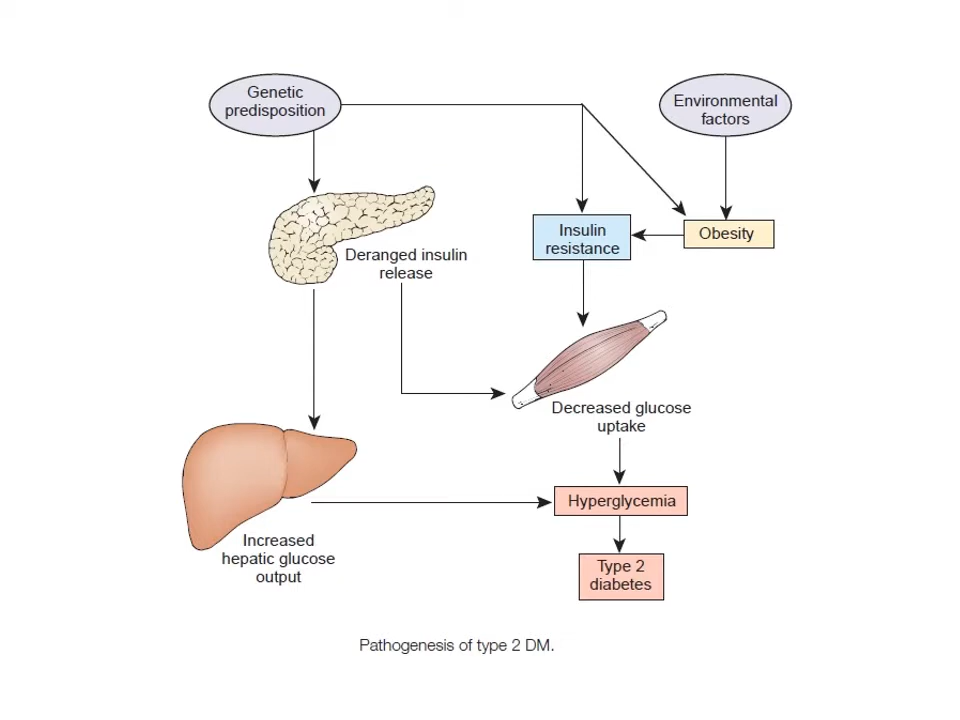 Genetic
predisposition
Environmental
factors
Insulin
resistance
Obesity
Deranged insulin
release
Decreased glucose
uptake
Hyperglycemia
Increased
hepatic glucose
output
Type 2
diabetes
Pathogenesis of type 2 DM.